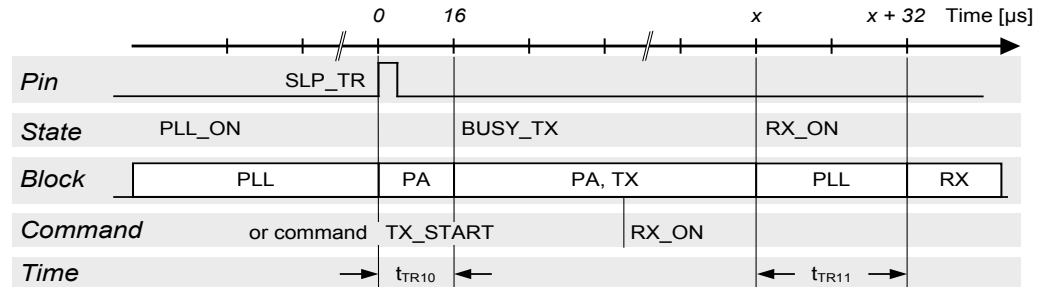 0 16 x x + 32 Time [µs]
Pin SLP_TR
State PLL_ON BUSY_TX RX_ON
Block PLL PA PA, TX PLL RX
Command or command TX_START RX_ON
Time tTR10 tTR11